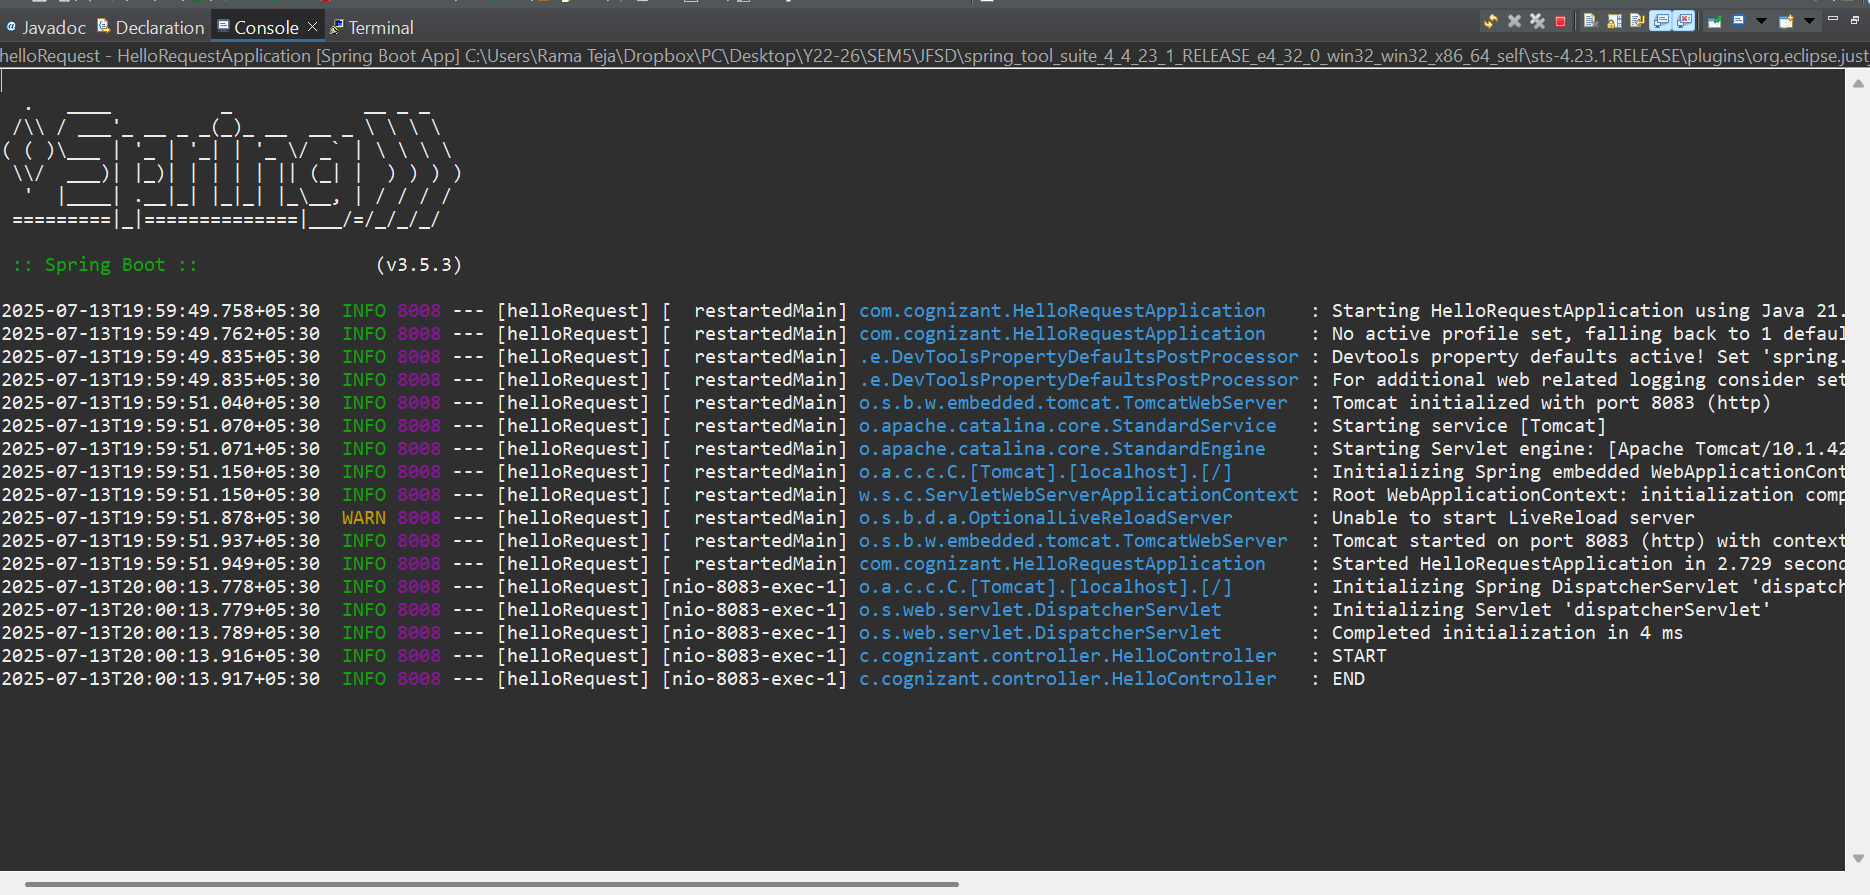 @ Javadoc Declaration Console × Terminal
helloRequest - HelloRequestApplication [Spring Boot App] C:\Users\Rama Teja\Dropbox\PC\Desktop\Y22-26\SEM5\JFSD\spring_tool_suite_4_4_23_1_RELEASE_e4_32_0_win32_win32_x86_64_self\sts-4.23.1.RELEASE\plugins\org.eclipse.just
  .   ____          _            __ _ _
 /\\ / ___'_ __ _ _(_)_ __  __ _ \ \ \ \
( ( )\___ | '_ | '_| | '_ \/ _` | \ \ \ \
 \\/  ___)| |_)| | | | | || (_| |  ) ) ) )
  '  |____| .__|_| |_|_| |_\__, | / / / /
 =========|_|==============|___/=/_/_/_/
 :: Spring Boot ::                (v3.5.3)
2025-07-13T19:59:49.758+05:30  INFO 8008 --- [helloRequest] [  restartedMain] com.cognizant.HelloRequestApplication    : Starting HelloRequestApplication using Java 21.
2025-07-13T19:59:49.762+05:30  INFO 8008 --- [helloRequest] [  restartedMain] com.cognizant.HelloRequestApplication    : No active profile set, falling back to 1 defaul
2025-07-13T19:59:49.835+05:30  INFO 8008 --- [helloRequest] [  restartedMain] .e.DevToolsPropertyDefaultsPostProcessor : Devtools property defaults active! Set 'spring.
2025-07-13T19:59:49.835+05:30  INFO 8008 --- [helloRequest] [  restartedMain] .e.DevToolsPropertyDefaultsPostProcessor : For additional web related logging consider set
2025-07-13T19:59:51.040+05:30  INFO 8008 --- [helloRequest] [  restartedMain] o.s.b.w.embedded.tomcat.TomcatWebServer  : Tomcat initialized with port 8083 (http)
2025-07-13T19:59:51.070+05:30  INFO 8008 --- [helloRequest] [  restartedMain] o.apache.catalina.core.StandardService   : Starting service [Tomcat]
2025-07-13T19:59:51.071+05:30  INFO 8008 --- [helloRequest] [  restartedMain] o.apache.catalina.core.StandardEngine    : Starting Servlet engine: [Apache Tomcat/10.1.42
2025-07-13T19:59:51.150+05:30  INFO 8008 --- [helloRequest] [  restartedMain] o.a.c.c.C.[Tomcat].[localhost].[/]       : Initializing Spring embedded WebApplicationCont
2025-07-13T19:59:51.150+05:30  INFO 8008 --- [helloRequest] [  restartedMain] w.s.c.ServletWebServerApplicationContext : Root WebApplicationContext: initialization comp
2025-07-13T19:59:51.878+05:30  WARN 8008 --- [helloRequest] [  restartedMain] o.s.b.d.a.OptionalLiveReloadServer       : Unable to start LiveReload server
2025-07-13T19:59:51.937+05:30  INFO 8008 --- [helloRequest] [  restartedMain] o.s.b.w.embedded.tomcat.TomcatWebServer  : Tomcat started on port 8083 (http) with context
2025-07-13T19:59:51.949+05:30  INFO 8008 --- [helloRequest] [  restartedMain] com.cognizant.HelloRequestApplication    : Started HelloRequestApplication in 2.729 second
2025-07-13T20:00:13.778+05:30  INFO 8008 --- [helloRequest] [nio-8083-exec-1] o.a.c.c.C.[Tomcat].[localhost].[/]       : Initializing Spring DispatcherServlet 'dispatch
2025-07-13T20:00:13.779+05:30  INFO 8008 --- [helloRequest] [nio-8083-exec-1] o.s.web.servlet.DispatcherServlet        : Initializing Servlet 'dispatcherServlet'
2025-07-13T20:00:13.789+05:30  INFO 8008 --- [helloRequest] [nio-8083-exec-1] o.s.web.servlet.DispatcherServlet        : Completed initialization in 4 ms
2025-07-13T20:00:13.916+05:30  INFO 8008 --- [helloRequest] [nio-8083-exec-1] c.cognizant.controller.HelloController   : START
2025-07-13T20:00:13.917+05:30  INFO 8008 --- [helloRequest] [nio-8083-exec-1] c.cognizant.controller.HelloController   : END